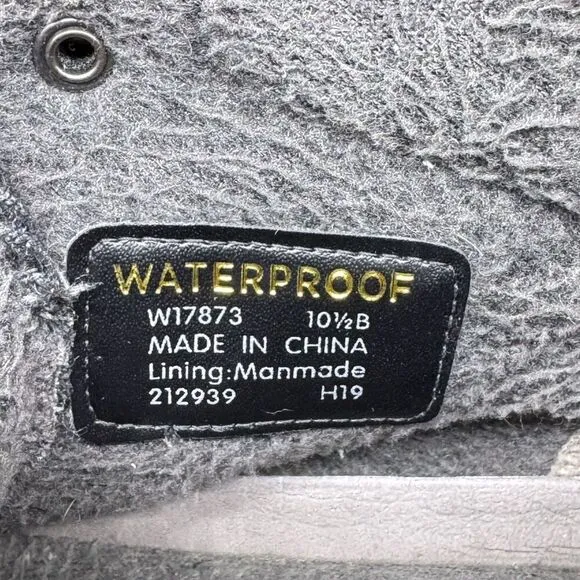 WATERPROOF
W17873 10½B
MADE IN CHINA
Lining:Manmade
212939 H19